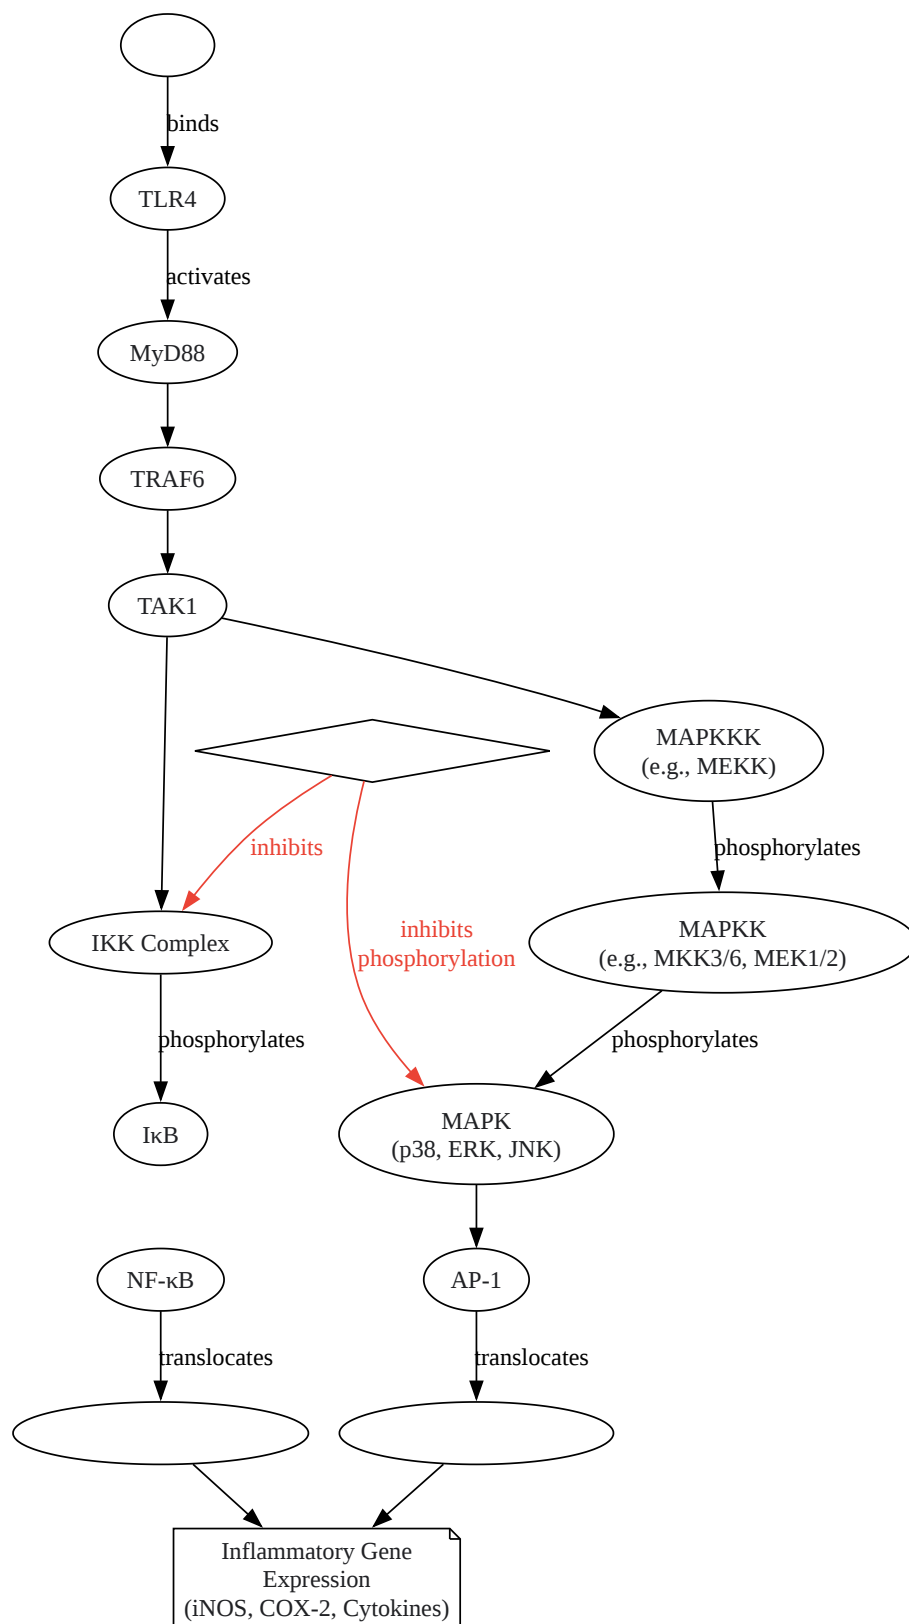 binds
TLR4
activates
MyD88
TRAF6
TAK1
MAPKKK
(e.g., MEKK)
inhibits
phosphorylates
inhibits
phosphorylation
IKK Complex
MAPKK
(e.g., MKK3/6, MEK1/2)
phosphorylates
phosphorylates
IκB
MAPK
(p38, ERK, JNK)
NF-κB
AP-1
translocates
translocates
Inflammatory Gene
Expression
(iNOS, COX-2, Cytokines)